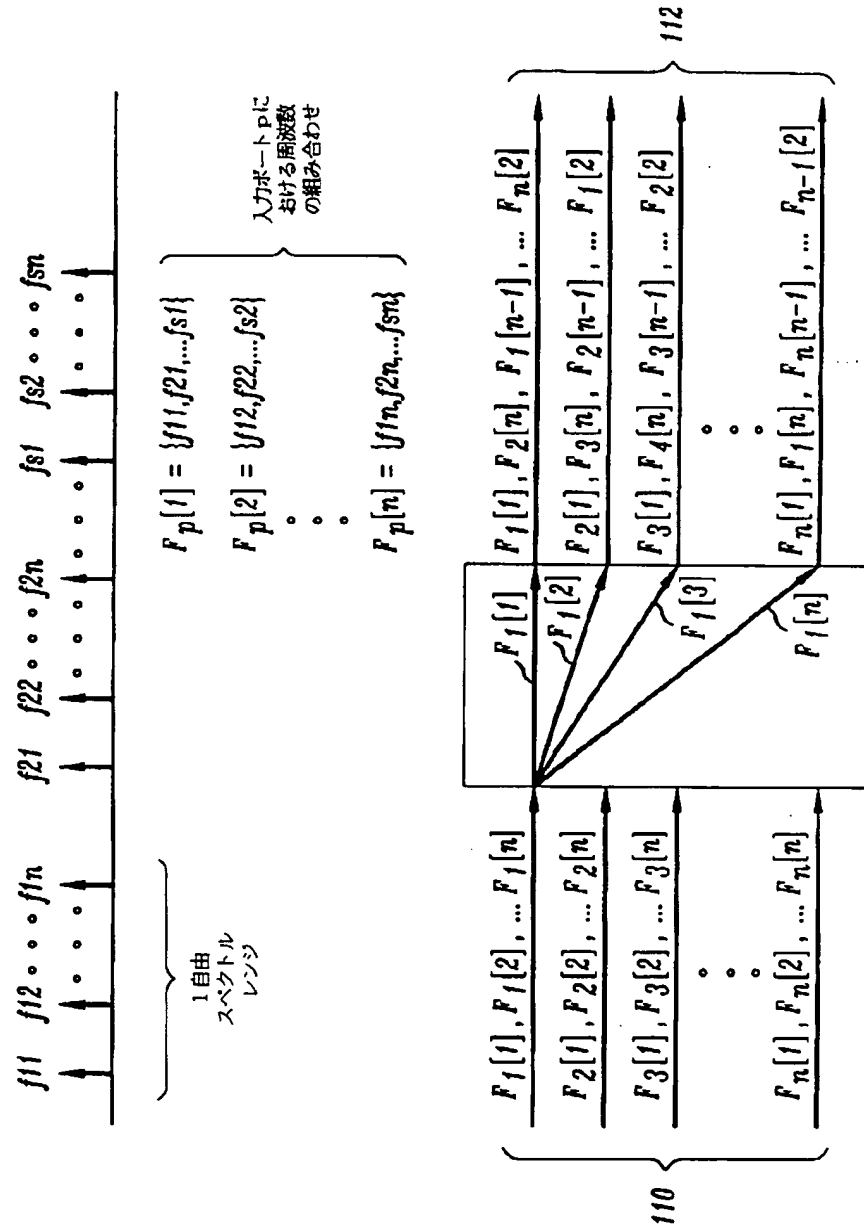 f11 f12 ∘ ∘ ∘ f1n f21 f22 ∘ ∘ ∘ f2n fs1 fs2 ∘ ∘ ∘ fsn
1自由
スペクトル
レンジ
Fp[1] = {f11,f21,...fs1}
Fp[2] = {f12,f22,...fs2}
Fp[n] = {f1n,f2n,...fsn}
入力ポートpに
おける周波数
の組み合わせ
110
F1[1], F1[2], ... F1[n]
F2[1], F2[2], ... F2[n]
F3[1], F3[2], ... F3[n]
Fn[1], Fn[2], ... Fn[n]
F1[1]
F1[2]
F1[3]
F1[n]
F1[1], F2[n], F1[n-1], ... Fn[2]
F2[1], F3[n], F2[n-1], ... F1[2]
F3[1], F4[n], F3[n-1], ... F2[2]
Fn[1], F1[n], Fn[n-1], ... Fn-1[2]
112